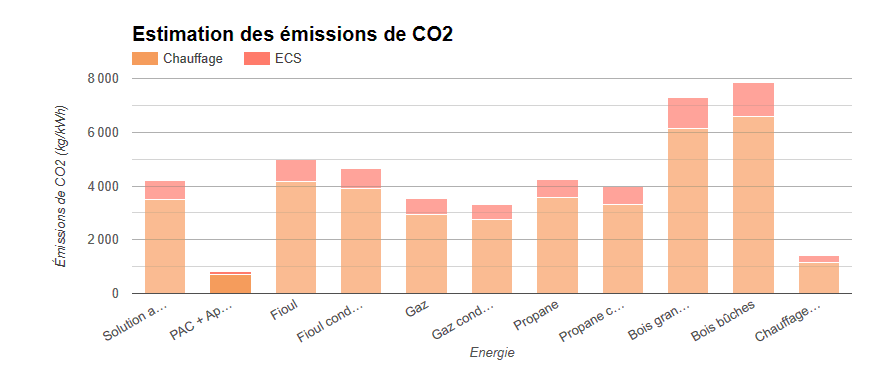 Estimation des émissions de CO2
Chauffage
ECS
Émissions de CO2 (kg/kWh)
8 000
6 000
4 000
2 000
0
Solution a…
PAC + Ap…
Fioul
Fioul cond…
Gaz
Gaz cond…
Propane
Propane c…
Bois gran…
Bois bûches
Chauffage…
Energie